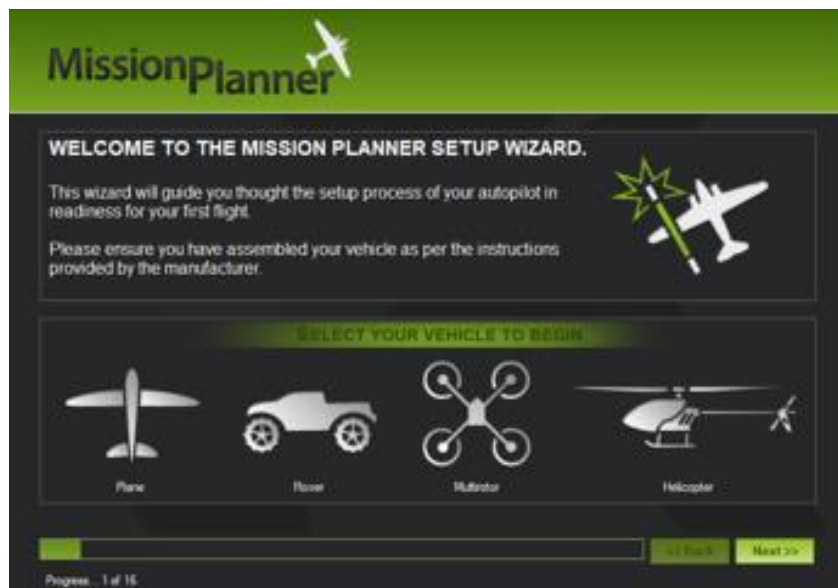 MissionPlanner
WELCOME TO THE MISSION PLANNER SETUP WIZARD.
This wizard will guide you thought the setup process of your autopilot in
readiness for your first flight.
Please ensure you have assembled your vehicle as per the instructions
provided by the manufacturer.
SELECT YOUR VEHICLE TO BEGIN
Plane
Rover
Multirotor
Helicopter
<< Back
Next >>
Progress... 1 of 16